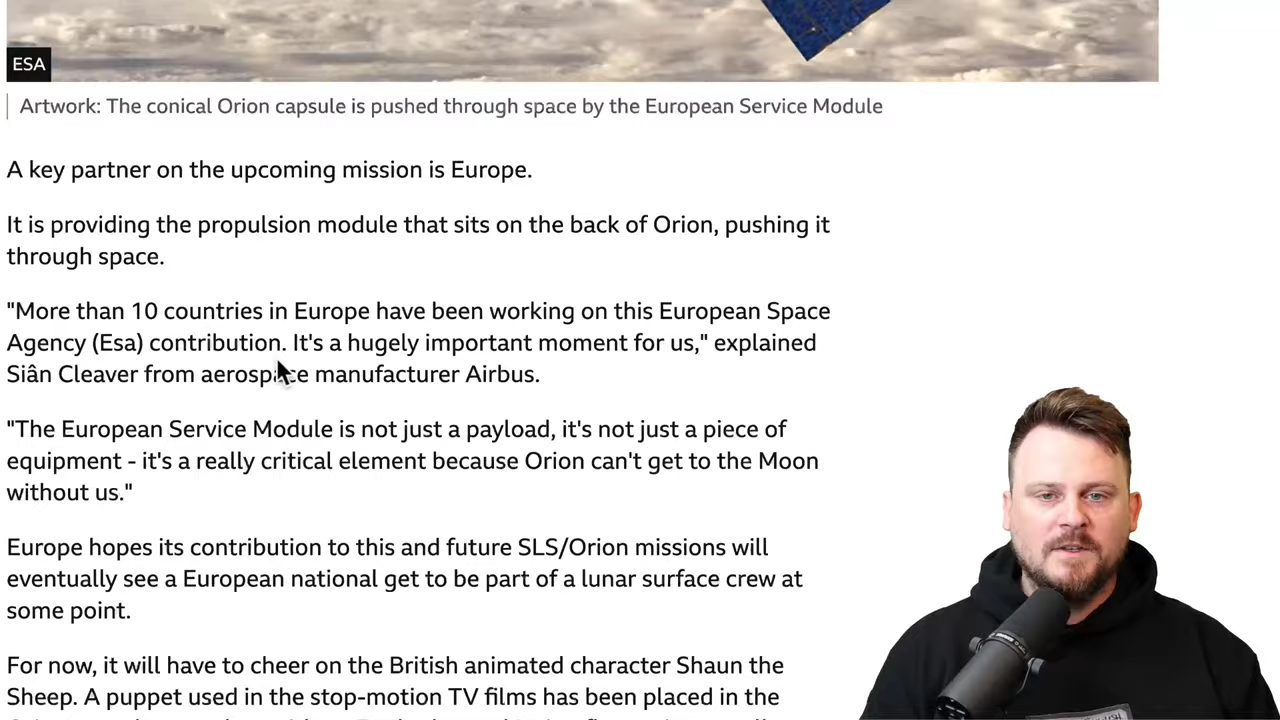 ESA
Artwork: The conical Orion capsule is pushed through space by the European Service Module
A key partner on the upcoming mission is Europe.
It is providing the propulsion module that sits on the back of Orion, pushing it
through space.
"More than 10 countries in Europe have been working on this European Space
Agency (Esa) contribution. It's a hugely important moment for us," explained
Siân Cleaver from aerospace manufacturer Airbus.
"The European Service Module is not just a payload, it's not just a piece of
equipment - it's a really critical element because Orion can't get to the Moon
without us."
Europe hopes its contribution to this and future SLS/Orion missions will
eventually see a European national get to be part of a lunar surface crew at
some point.
For now, it will have to cheer on the British animated character Shaun the
Sheep. A puppet used in the stop-motion TV films has been placed in the